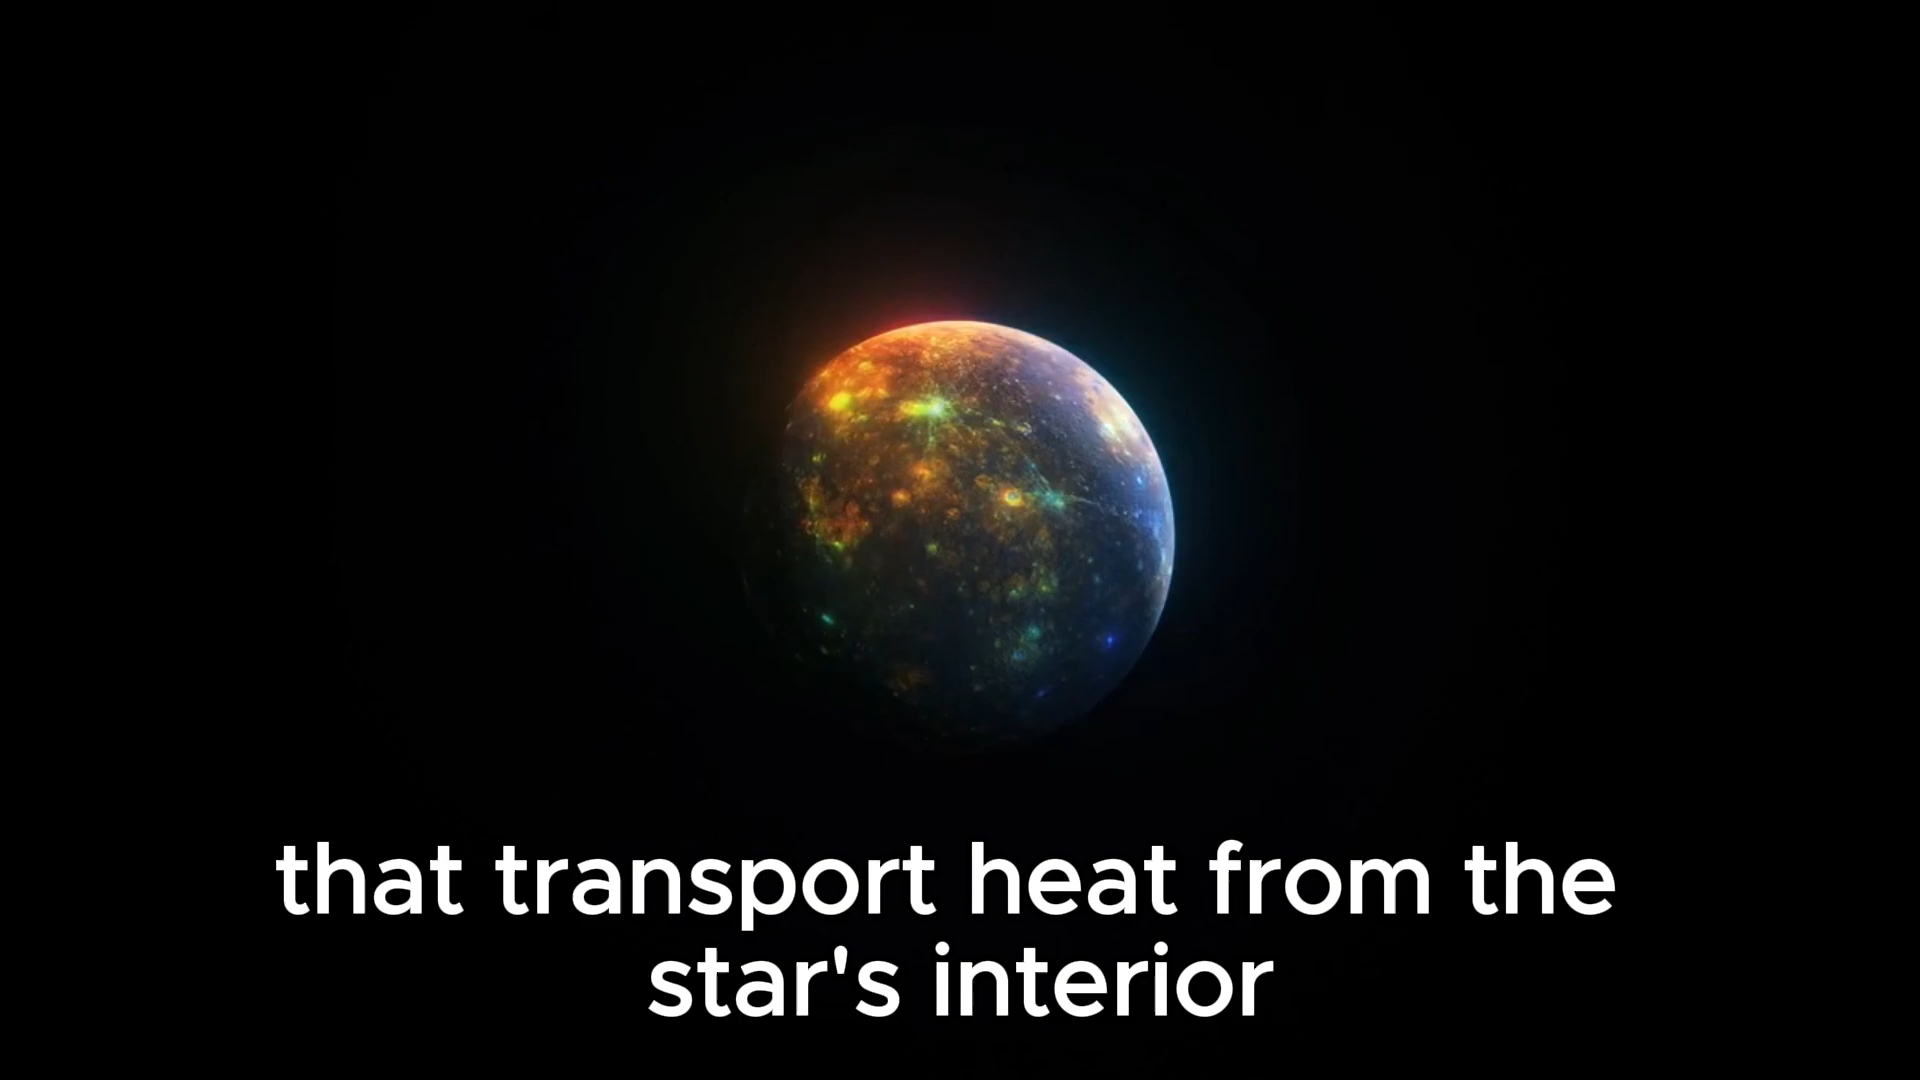 that transport heat from the
star's interior